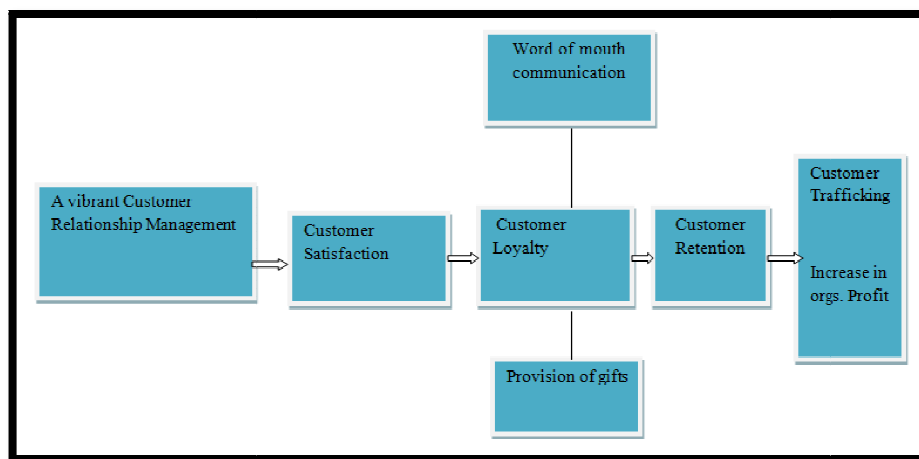 Word of mouth
communication
A vibrant Customer
Relationship Management
Customer
Satisfaction
Customer
Loyalty
Customer
Retention
Customer
Trafficking
Increase in
orgs. Profit
Provision of gifts